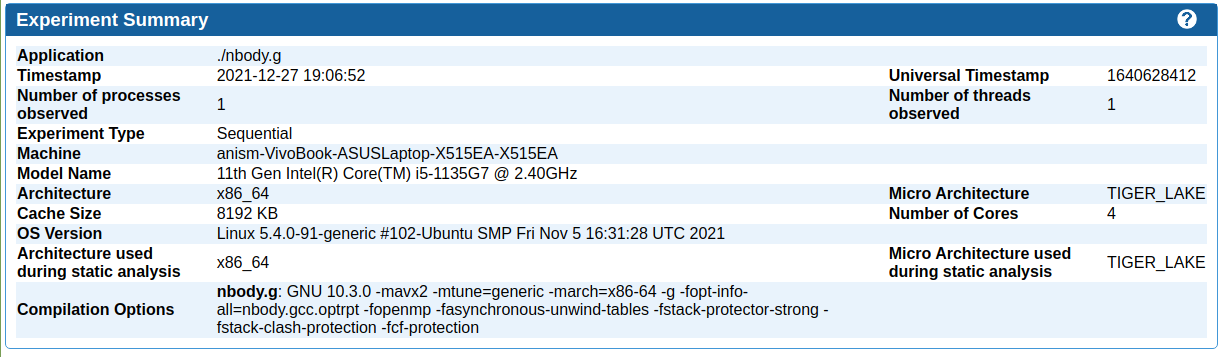 Experiment Summary ?
Application ./nbody.g
Timestamp 2021-12-27 19:06:52 Universal Timestamp 1640628412
Number of processes observed 1 Number of threads observed 1
Experiment Type Sequential
Machine anism-VivoBook-ASUSLaptop-X515EA-X515EA
Model Name 11th Gen Intel(R) Core(TM) i5-1135G7 @ 2.40GHz
Architecture x86_64 Micro Architecture TIGER_LAKE
Cache Size 8192 KB Number of Cores 4
OS Version Linux 5.4.0-91-generic #102-Ubuntu SMP Fri Nov 5 16:31:28 UTC 2021
Architecture used during static analysis x86_64 Micro Architecture used during static analysis TIGER_LAKE
Compilation Options nbody.g: GNU 10.3.0 -mavx2 -mtune=generic -march=x86-64 -g -fopt-info-
all=nbody.gcc.optrpt -fopenmp -fasynchronous-unwind-tables -fstack-protector-strong -
fstack-clash-protection -fcf-protection